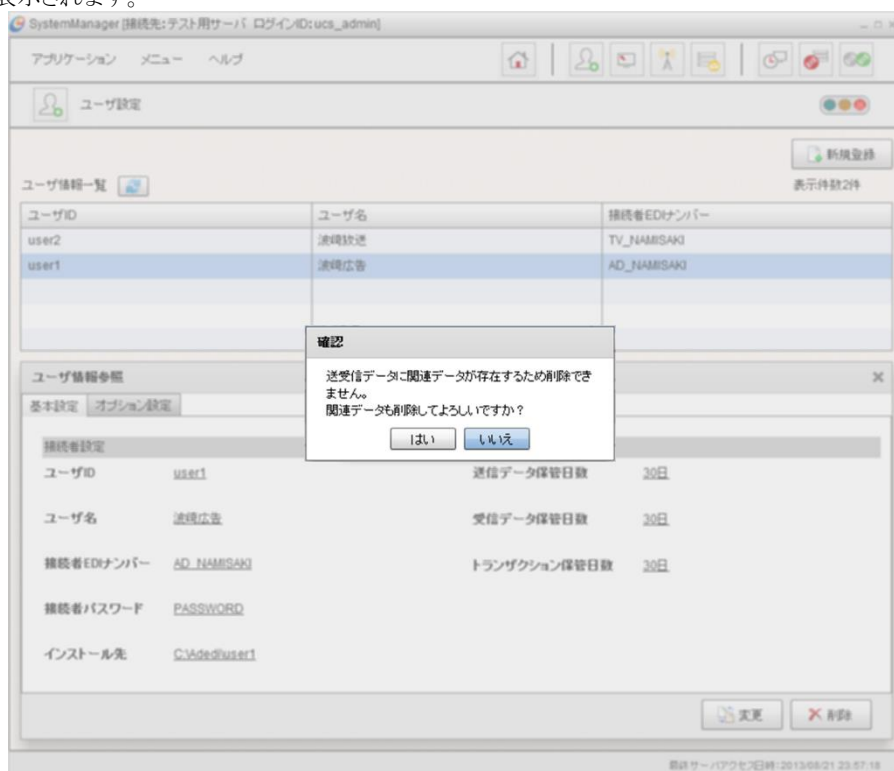 表示されます。
SystemManager [接続先:テスト用サーバ ログインID:ucs_admin]
アプリケーション メニュー ヘルプ
ユーザ設定
新規登録
ユーザ情報一覧
表示件数2件
ユーザID ユーザ名 接続者EDIナンバー
user2 波崎放送 TV_NAMISAKI
user1 波崎広告 AD_NAMISAKI
確認
送受信データに関連データが存在するため削除でき
ません。
関連データも削除してよろしいですか？
はい いいえ
ユーザ情報参照
基本設定 オプション設定
接続者設定
ユーザID user1 送信データ保管日数 30日
ユーザ名 波崎広告 受信データ保管日数 30日
接続者EDIナンバー AD_NAMISAKI トランザクション保管日数 30日
接続者パスワード PASSWORD
インストール先 C:\Adedi\user1
変更 削除
最終サーバアクセス日時:2013/08/21 23:57:18